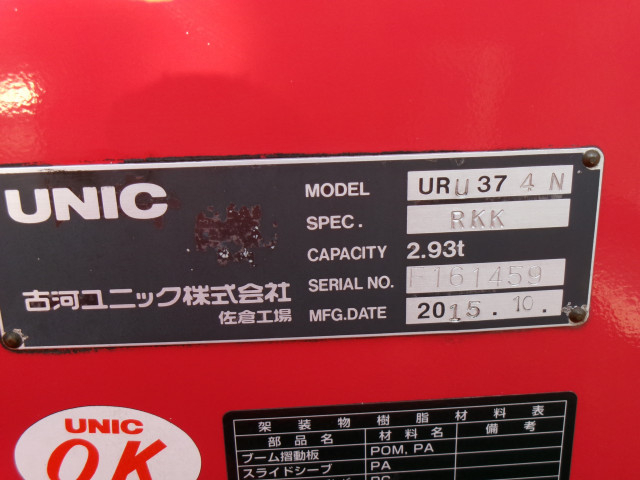 UNIC
MODEL URU374N
SPEC. RKK
CAPACITY 2.93t
SERIAL NO. F161459
MFG.DATE 2015.10.
古河ユニック株式会社
佐倉工場
UNIC
OK
架装物樹脂材料表
部品名 材料名 備考
ブーム摺動板 POM, PA
スライドシーブ PA